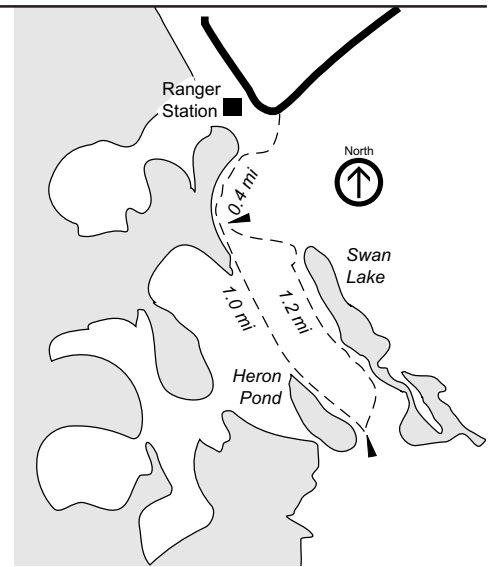 Ranger
Station
North
0.4 mi
Swan
Lake
1.0 mi
1.2 mi
Heron
Pond